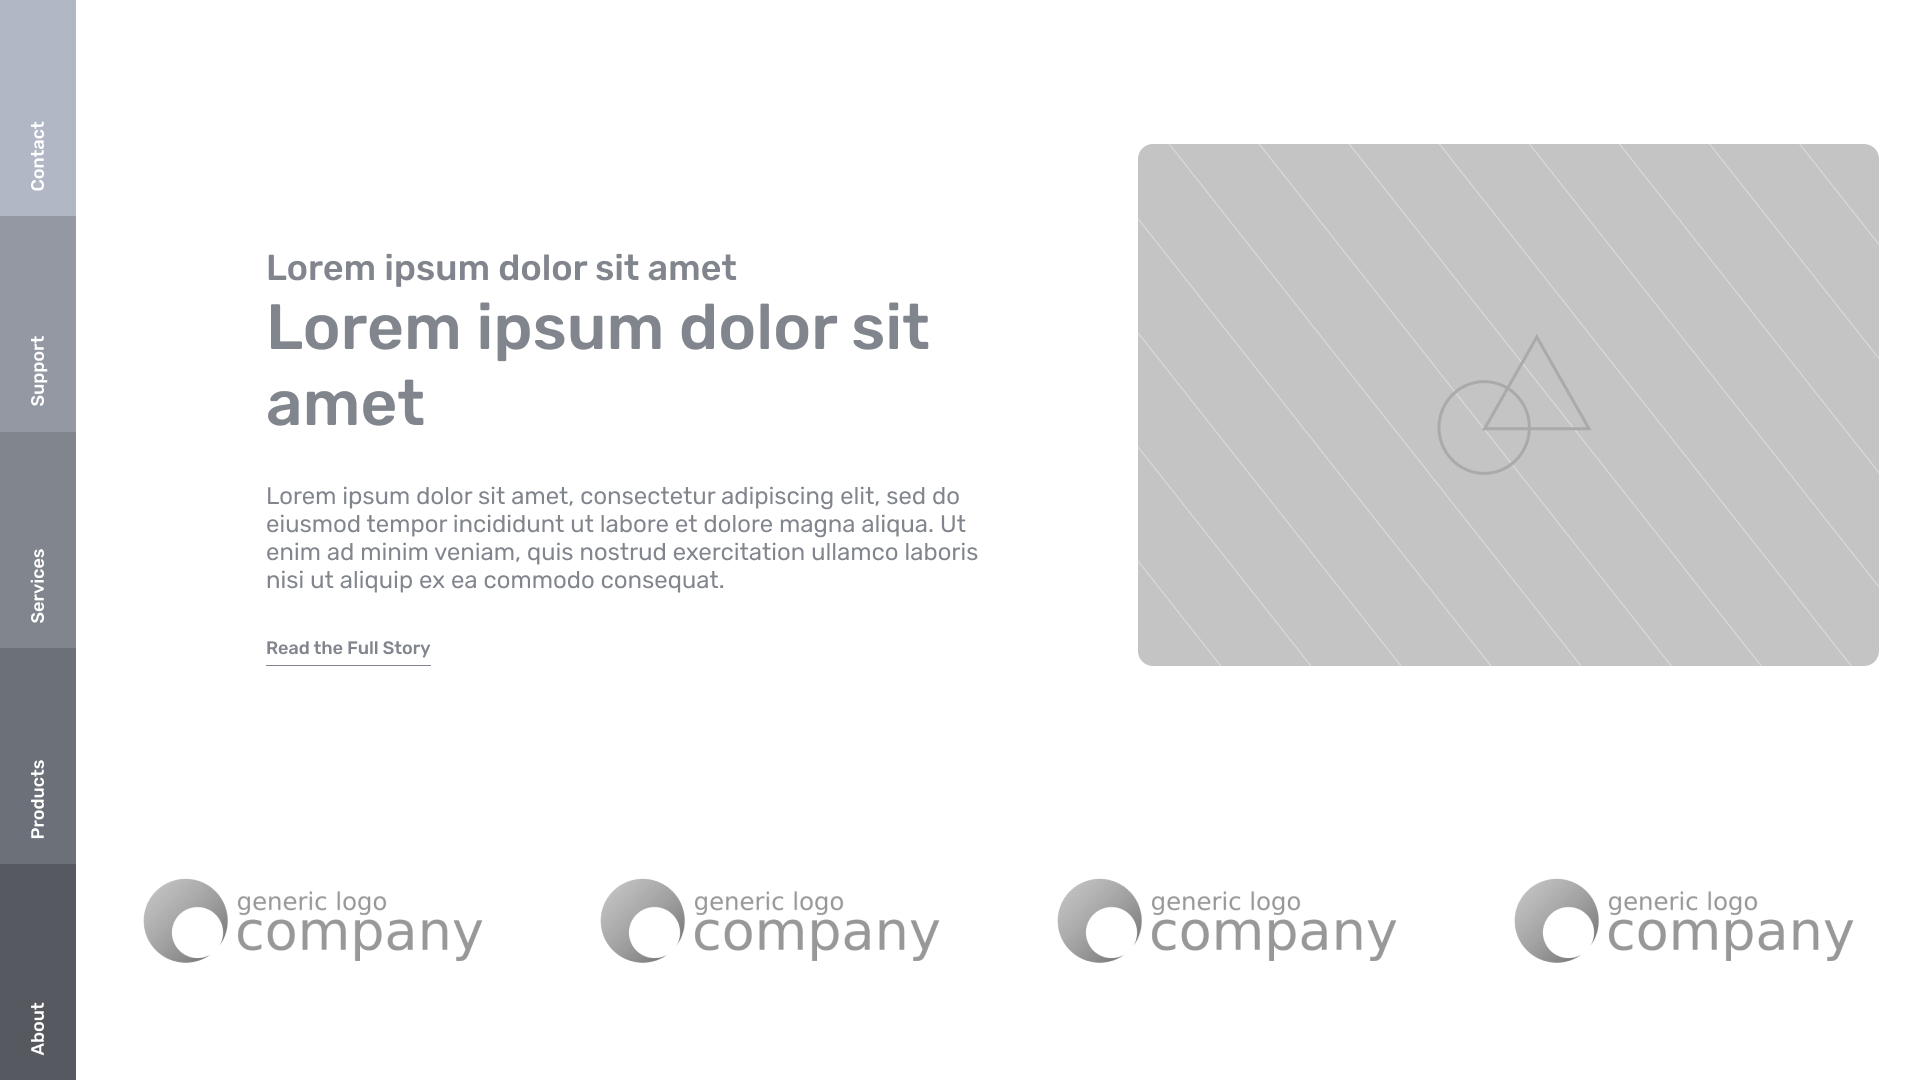 Contact
Support
Services
Products
About
Lorem ipsum dolor sit amet
Lorem ipsum dolor sit
amet
Lorem ipsum dolor sit amet, consectetur adipiscing elit, sed do
eiusmod tempor incididunt ut labore et dolore magna aliqua. Ut
enim ad minim veniam, quis nostrud exercitation ullamco laboris
nisi ut aliquip ex ea commodo consequat.
Read the Full Story
generic logo
company
generic logo
company
generic logo
company
generic logo
company